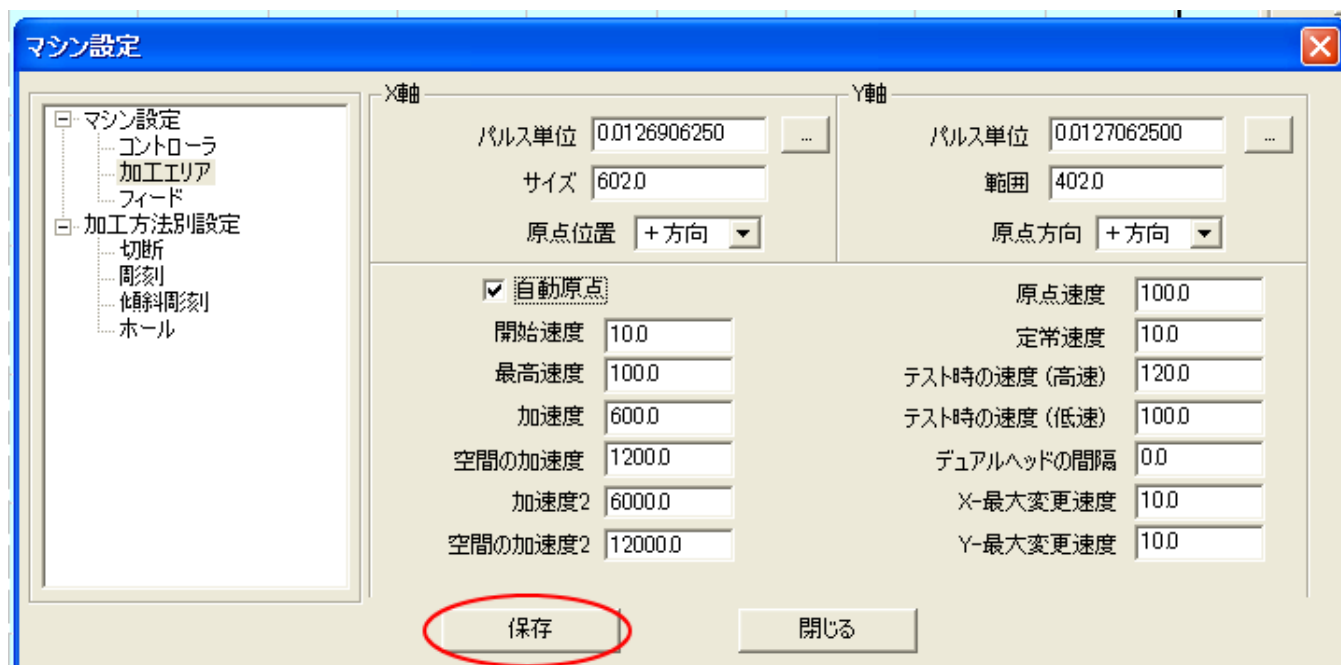 マシン設定
マシン設定
コントローラ
加工エリア
フィード
加工方法別設定
切断
彫刻
傾斜彫刻
ホール
X軸
パルス単位 0.0126906250 ...
サイズ 602.0
原点位置 +方向
Y軸
パルス単位 0.0127062500 ...
範囲 402.0
原点方向 +方向
自動原点
開始速度 10.0
最高速度 100.0
加速度 600.0
空間の加速度 1200.0
加速度2 6000.0
空間の加速度2 12000.0
原点速度 100.0
定常速度 10.0
テスト時の速度 (高速) 120.0
テスト時の速度 (低速) 100.0
デュアルヘッドの間隔 0.0
X-最大変更速度 10.0
Y-最大変更速度 10.0
保存 閉じる